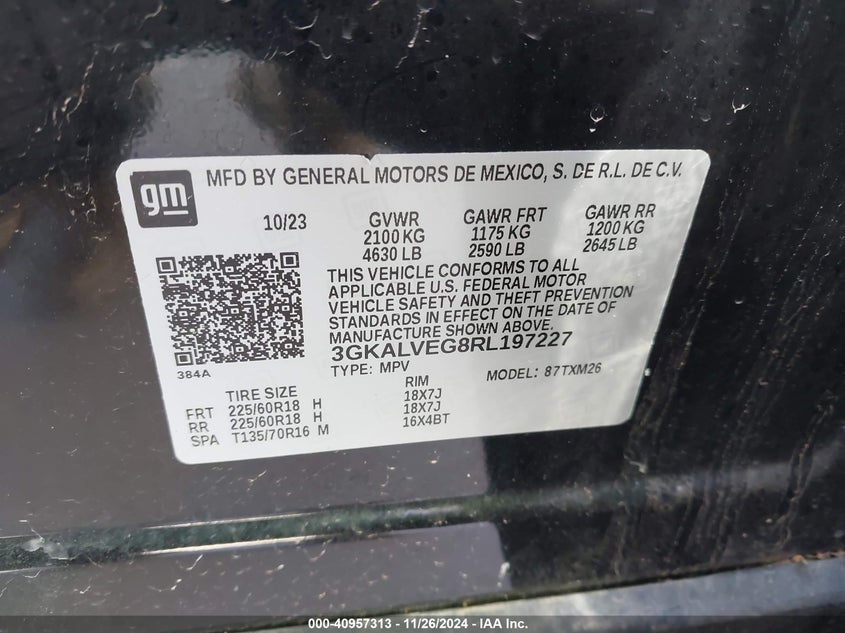 gm
MFD BY GENERAL MOTORS DE MEXICO, S. DE R.L. DE C.V.
10/23 GVWR GAWR FRT GAWR RR
2100 KG 1175 KG 1200 KG
4630 LB 2590 LB 2645 LB
THIS VEHICLE CONFORMS TO ALL
APPLICABLE U.S. FEDERAL MOTOR
VEHICLE SAFETY AND THEFT PREVENTION
STANDARDS IN EFFECT ON THE DATE OF
MANUFACTURE SHOWN ABOVE.
3GKALVEG8RL197227
384A
TYPE: MPV MODEL: 87TXM26
TIRE SIZE RIM
FRT 225/60R18 H 18X7J
RR 225/60R18 H 18X7J
SPA T135/70R16 M 16X4BT
000-40957313 - 11/26/2024 - IAA Inc.